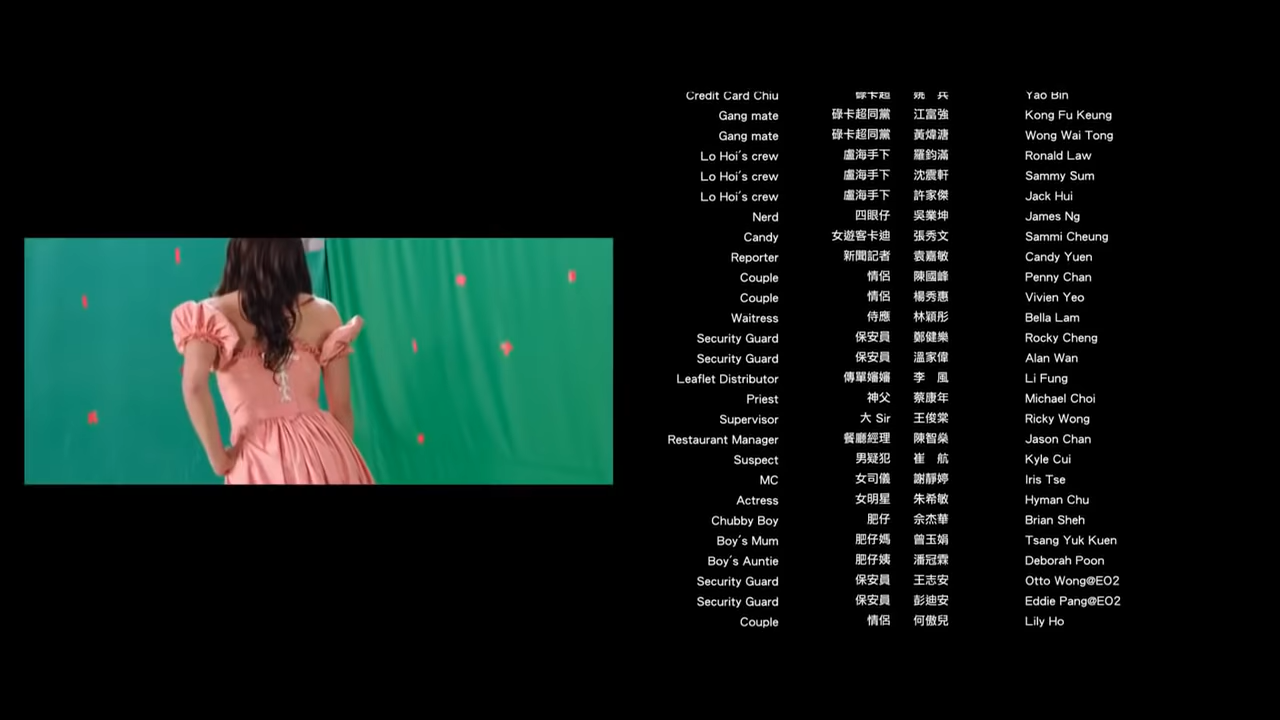 Credit Card Chiu 碌卡超 姚 兵 Yao Bin
Gang mate 碌卡超同黨 江富強 Kong Fu Keung
Gang mate 碌卡超同黨 黃煒溏 Wong Wai Tong
Lo Hoi's crew 盧海手下 羅鈞滿 Ronald Law
Lo Hoi's crew 盧海手下 沈震軒 Sammy Sum
Lo Hoi's crew 盧海手下 許家傑 Jack Hui
Nerd 四眼仔 吳業坤 James Ng
Candy 女遊客卡迪 張秀文 Sammi Cheung
Reporter 新聞記者 袁嘉敏 Candy Yuen
Couple 情侶 陳國峰 Penny Chan
Couple 情侶 楊秀惠 Vivien Yeo
Waitress 侍應 林穎彤 Bella Lam
Security Guard 保安員 鄭健樂 Rocky Cheng
Security Guard 保安員 溫家偉 Alan Wan
Leaflet Distributor 傳單嬸嬸 李 風 Li Fung
Priest 神父 蔡康年 Michael Choi
Supervisor 大 Sir 王俊棠 Ricky Wong
Restaurant Manager 餐廳經理 陳智燊 Jason Chan
Suspect 男疑犯 崔 航 Kyle Cui
MC 女司儀 謝靜婷 Iris Tse
Actress 女明星 朱希敏 Hyman Chu
Chubby Boy 肥仔 佘杰華 Brian Sheh
Boy's Mum 肥仔媽 曾玉娟 Tsang Yuk Kuen
Boy's Auntie 肥仔姨 潘冠霖 Deborah Poon
Security Guard 保安員 王志安 Otto Wong@EO2
Security Guard 保安員 彭迪安 Eddie Pang@EO2
Couple 情侶 何傲兒 Lily Ho